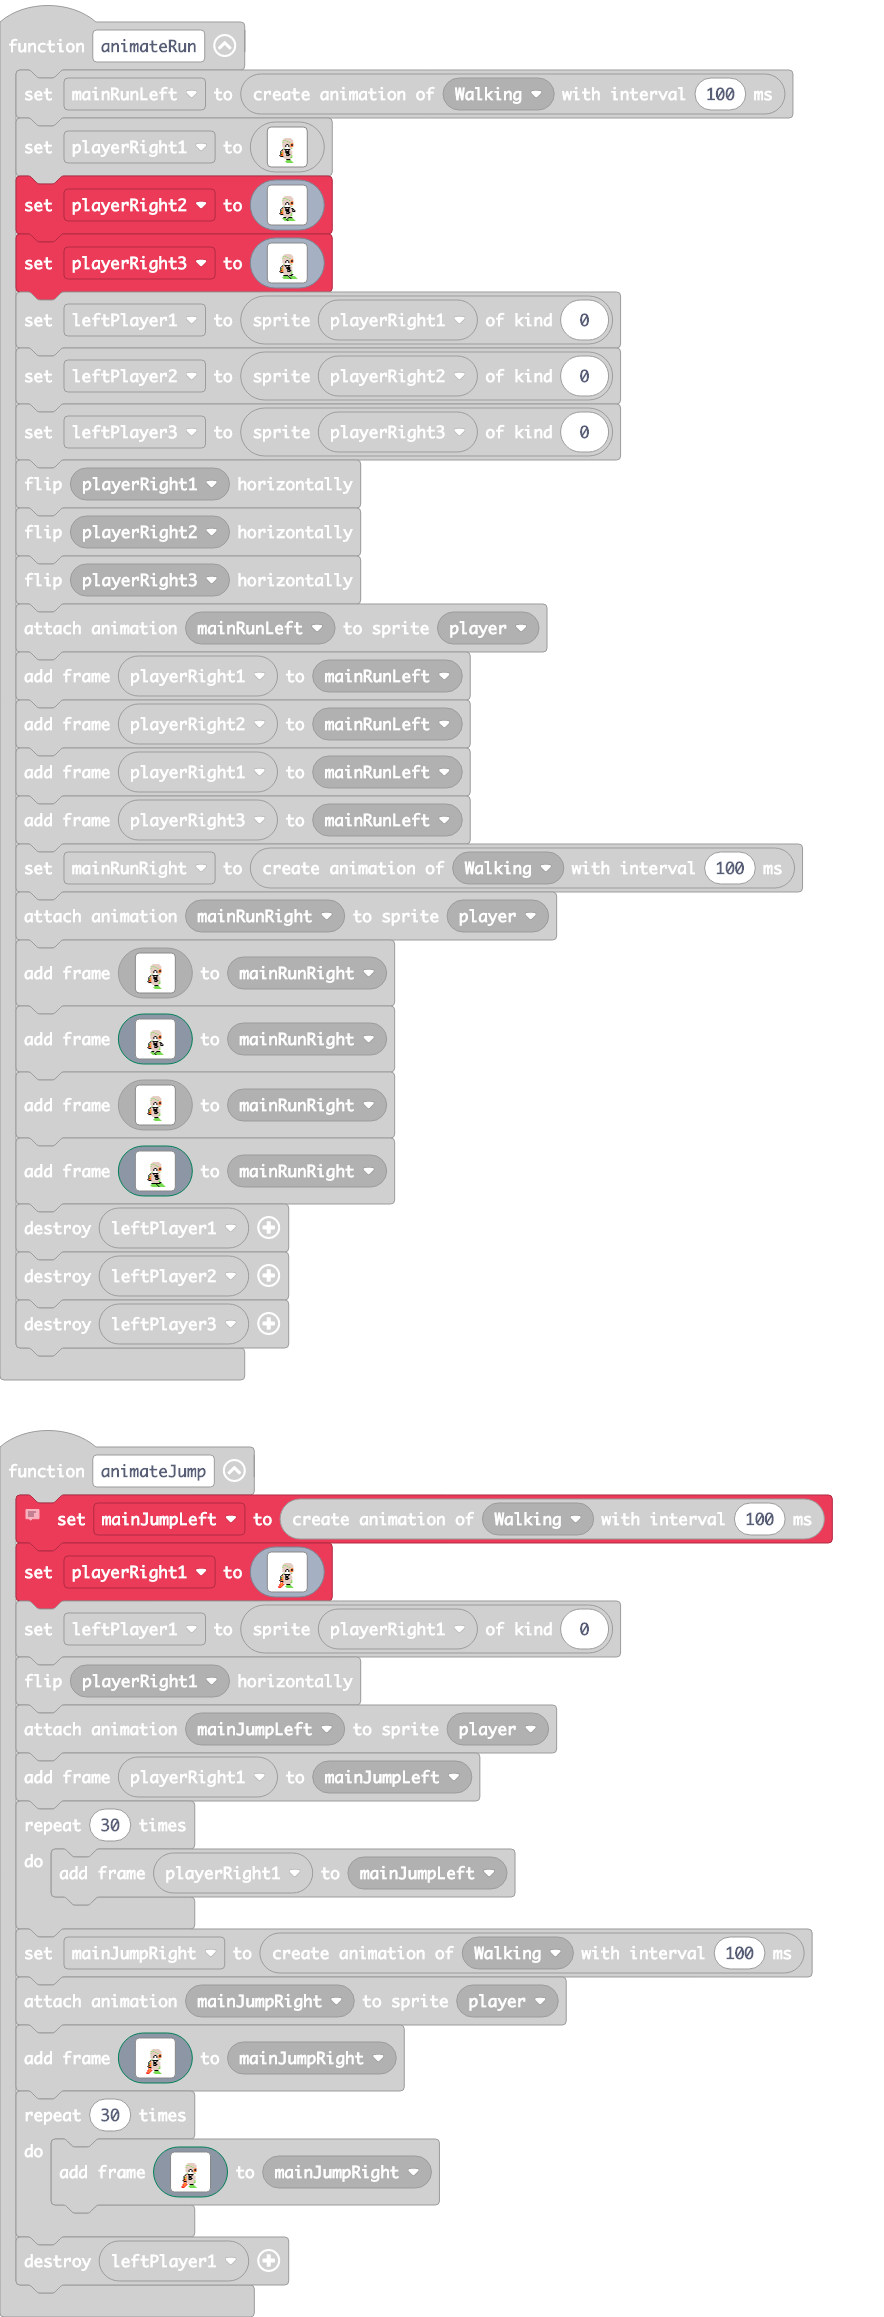 function animateRun
set mainRunLeft to create animation of Walking with interval 100 ms
set playerRight1 to
set playerRight2 to
set playerRight3 to
set leftPlayer1 to sprite playerRight1 of kind 0
set leftPlayer2 to sprite playerRight2 of kind 0
set leftPlayer3 to sprite playerRight3 of kind 0
flip playerRight1 horizontally
flip playerRight2 horizontally
flip playerRight3 horizontally
attach animation mainRunLeft to sprite player
add frame playerRight1 to mainRunLeft
add frame playerRight2 to mainRunLeft
add frame playerRight1 to mainRunLeft
add frame playerRight3 to mainRunLeft
set mainRunRight to create animation of Walking with interval 100 ms
attach animation mainRunRight to sprite player
add frame to mainRunRight
add frame to mainRunRight
add frame to mainRunRight
add frame to mainRunRight
destroy leftPlayer1
destroy leftPlayer2
destroy leftPlayer3
function animateJump
set mainJumpLeft to create animation of Walking with interval 100 ms
set playerRight1 to
set leftPlayer1 to sprite playerRight1 of kind 0
flip playerRight1 horizontally
attach animation mainJumpLeft to sprite player
add frame playerRight1 to mainJumpLeft
repeat 30 times
do add frame playerRight1 to mainJumpLeft
set mainJumpRight to create animation of Walking with interval 100 ms
attach animation mainJumpRight to sprite player
add frame to mainJumpRight
repeat 30 times
do add frame to mainJumpRight
destroy leftPlayer1